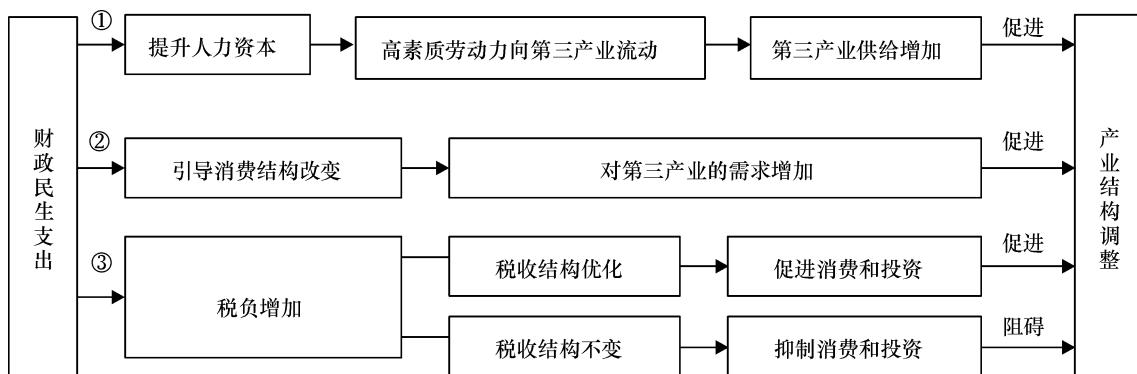 财政民生支出
①
提升人力资本
高素质劳动力向第三产业流动
第三产业供给增加
促进
②
引导消费结构改变
对第三产业的需求增加
促进
③
税负增加
税收结构优化
促进消费和投资
促进
税收结构不变
抑制消费和投资
阻碍
产业结构调整